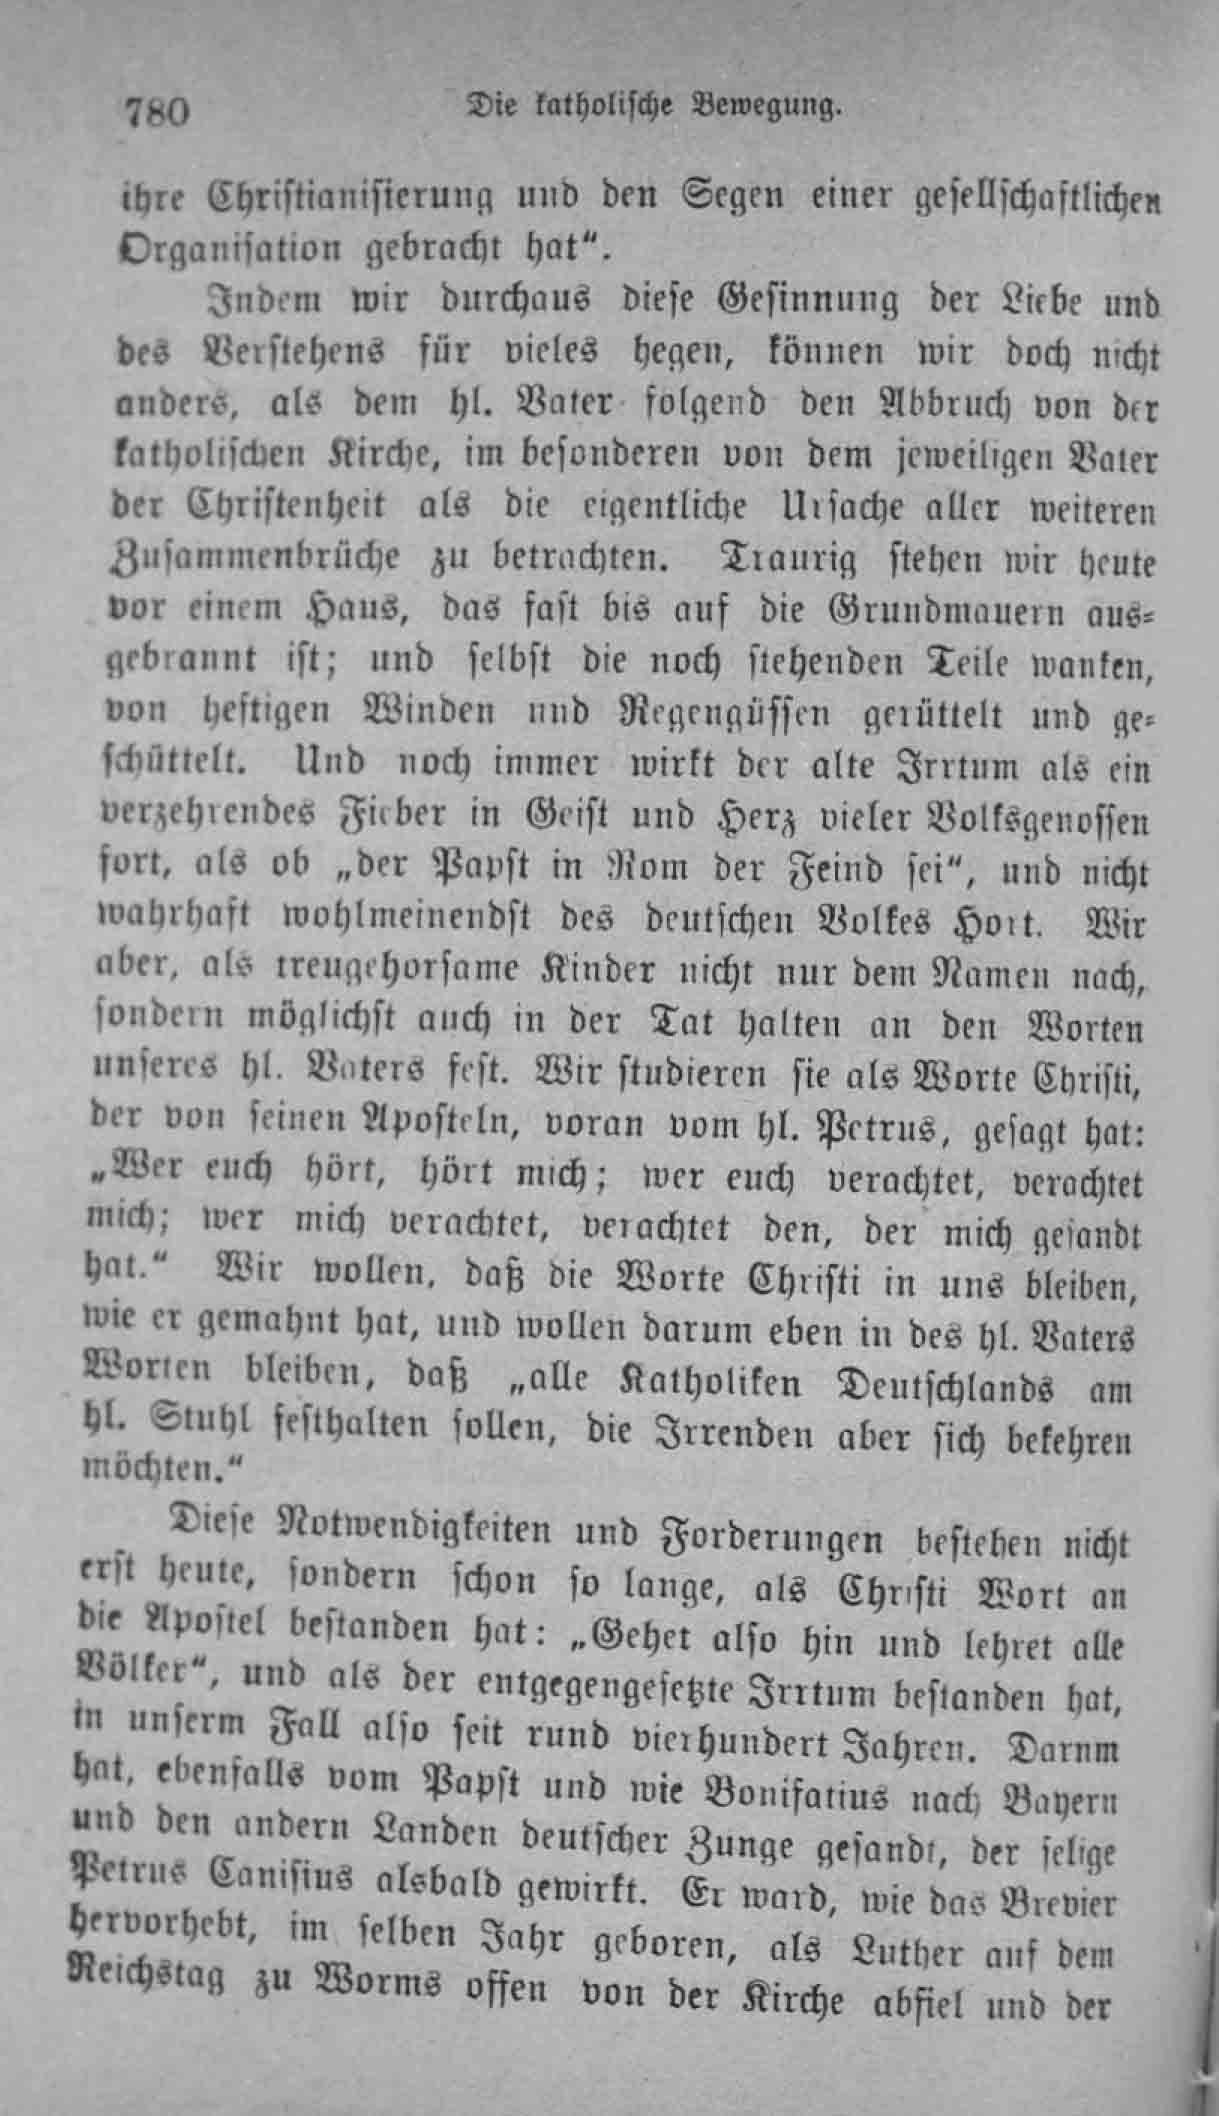 780
Die katholische Bewegung.
ihre Christianisierung und den Segen einer gesellschaftlichen
Organisation gebracht hat“.
Indem wir durchaus diese Gesinnung der Liebe und
des Verstehens für vieles hegen, können wir doch nicht
anders, als dem hl. Vater folgend den Abbruch von der
katholischen Kirche, im besonderen von dem jeweiligen Vater
der Christenheit als die eigentliche Ursache aller weiteren
Zusammenbrüche zu betrachten. Traurig stehen wir heute
vor einem Haus, das fast bis auf die Grundmauern aus-
gebrannt ist; und selbst die noch stehenden Teile wanken,
von heftigen Winden und Regengüssen gerüttelt und ge-
schüttelt. Und noch immer wirkt der alte Irrtum als ein
verzehrendes Fieber in Geist und Herz vieler Volksgenossen
fort, als ob „der Papst in Rom der Feind sei“, und nicht
wahrhaft wohlmeinendst des deutschen Volkes Hort. Wir
aber, als treugehorsame Kinder nicht nur dem Namen nach,
sondern möglichst auch in der Tat halten an den Worten
unseres hl. Vaters fest. Wir studieren sie als Worte Christi,
der von seinen Aposteln, voran vom hl. Petrus, gesagt hat:
„Wer euch hört, hört mich; wer euch verachtet, verachtet
mich; wer mich verachtet, verachtet den, der mich gesandt
hat.“ Wir wollen, daß die Worte Christi in uns bleiben,
wie er gemahnt hat, und wollen darum eben in des hl. Vaters
Worten bleiben, daß „alle Katholiken Deutschlands am
hl. Stuhl festhalten sollen, die Irrenden aber sich bekehren
möchten.“
Diese Notwendigkeiten und Forderungen bestehen nicht
erst heute, sondern schon so lange, als Christi Wort an
die Apostel bestanden hat: „Gehet also hin und lehret alle
Völker“, und als der entgegengesetzte Irrtum bestanden hat,
in unserm Fall also seit rund vierhundert Jahren. Darum
hat, ebenfalls vom Papst und wie Bonifatius nach Bayern
und den andern Landen deutscher Zunge gesandt, der selige
Petrus Canisius alsbald gewirkt. Er ward, wie das Brevier
hervorhebt, im selben Jahr geboren, als Luther auf dem
Reichstag zu Worms offen von der Kirche abfiel und der